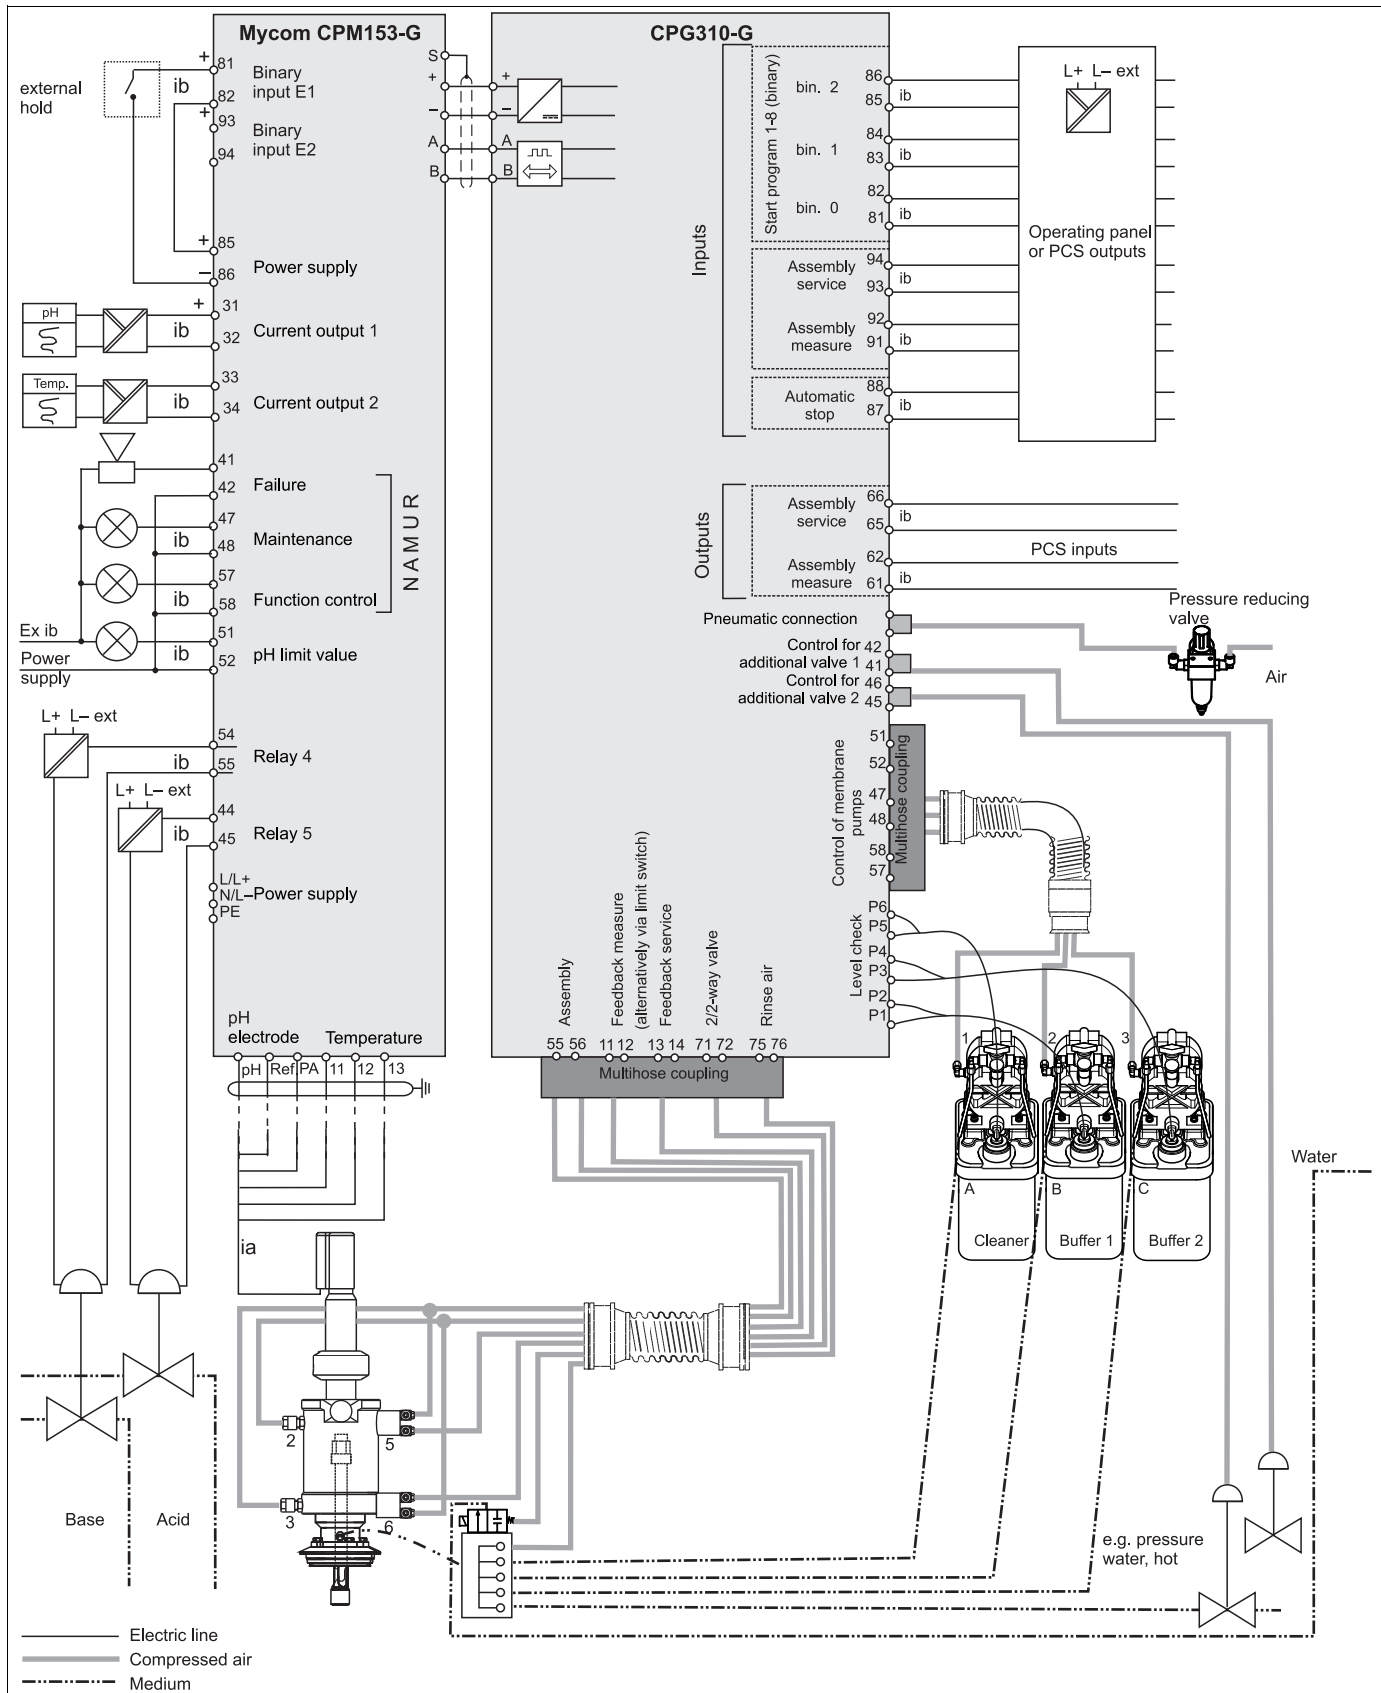 Mycom CPM153-G
CPG310-G
external
hold
+
81
ib
82
+
93
94
Binary
input E1
Binary
input E2
+
85
–
86
Power supply
pH
+
31
ib
32
Current output 1
Temp.
33
ib
34
Current output 2
41
42
Failure
47
ib
48
Maintenance
57
ib
58
Function control
NAMUR
51
ib
52
pH limit value
Ex ib
Power
supply
L+ L– ext
54
ib
55
Relay 4
L+ L– ext
44
ib
45
Relay 5
L/L+
N/L–
PE
Power supply
pH
electrode
Temperature
pH Ref PA 11 12 13
ia
S
+
–
A
B
+
–
A
B
Inputs
Start program 1-8 (binary)
bin. 2
86
ib
85
bin. 1
84
ib
83
bin. 0
82
ib
81
Assembly
service
94
ib
93
Assembly
measure
92
ib
91
Automatic
stop
88
ib
87
L+ L– ext
Operating panel
or PCS outputs
Outputs
Assembly
service
66
ib
65
Assembly
measure
62
ib
61
PCS inputs
Pneumatic connection
Control for
additional valve 1
42
41
Control for
additional valve 2
46
45
Pressure reducing
valve
Air
Control of membrane
pumps
51
52
47
48
58
57
Multihose coupling
Level check
P6
P5
P4
P3
P2
P1
Assembly
Feedback measure
(alternatively via limit switch)
Feedback service
2/2-way valve
Rinse air
55 56 11 12 13 14 71 72 75 76
Multihose coupling
1 2 3
A B C
Cleaner
Buffer 1
Buffer 2
Water
2
5
3
6
Base
Acid
e.g. pressure
water, hot
Electric line
Compressed air
Medium